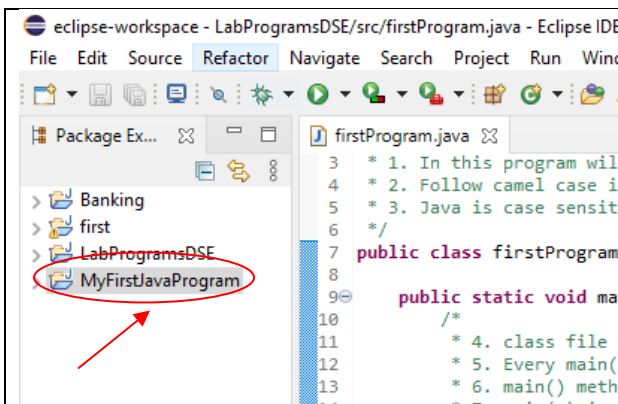 eclipse-workspace - LabProgramsDSE/src/firstProgram.java - Eclipse IDE
File Edit Source Refactor Navigate Search Project Run Wind
Package Ex...
firstProgram.java
Banking
first
LabProgramsDSE
MyFirstJavaProgram
3 * 1. In this program wil
4 * 2. Follow camel case i
5 * 3. Java is case sensit
6 */
7 public class firstProgram
8
9 public static void ma
10 /*
11 * 4. class file
12 * 5. Every main(
13 * 6. main() meth